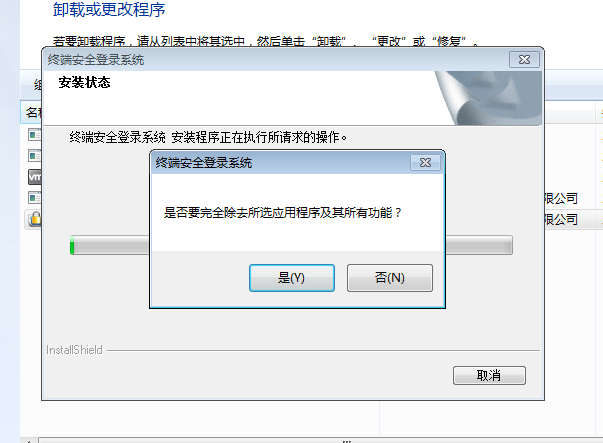 卸载或更改程序
若要卸载程序，请从列表中将其选中，然后单击“卸载”、“更改”或“修复”。
终端安全登录系统
安装状态
终端安全登录系统 安装程序正在执行所请求的操作。
终端安全登录系统
是否要完全除去所选应用程序及其所有功能？
是(Y)
否(N)
限公司
限公司
InstallShield
取消